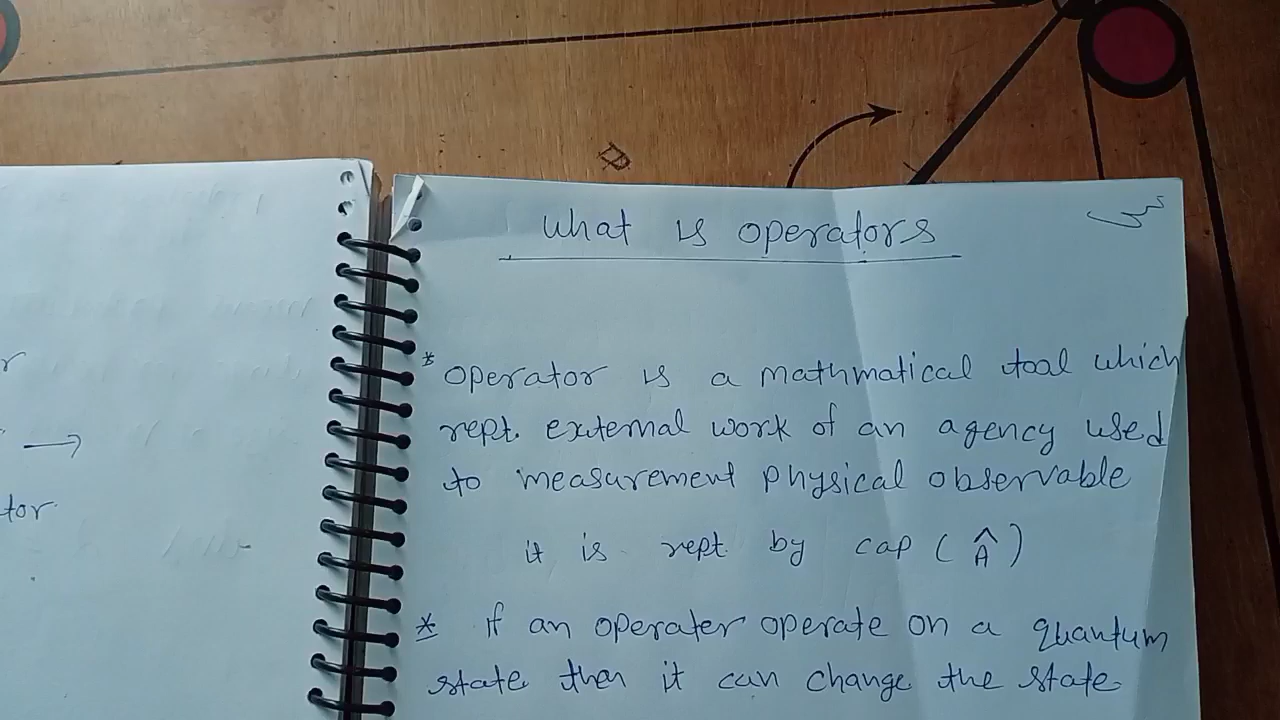 r
→
tor.
what is operators
* operator is a mathmatical tool which
rept. external work of an agency used
to measurement physical observable
it is rept by cap ( Â )
* if an operater operate on a quantum
state then it can change the state